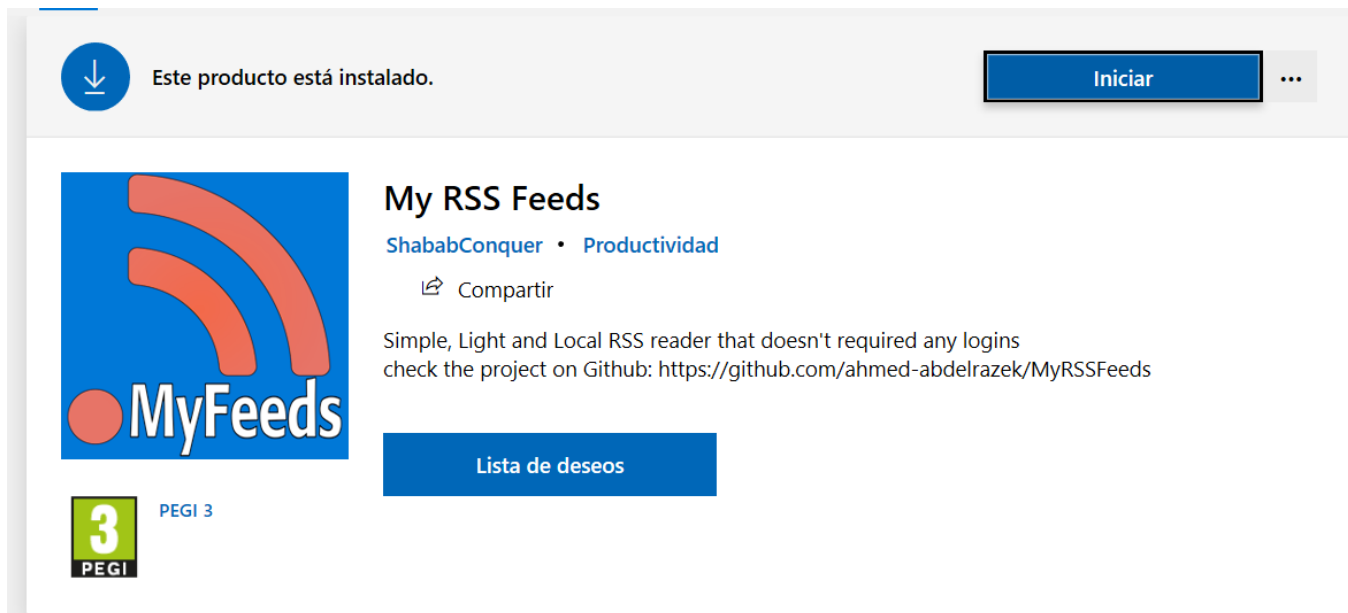 Este producto está instalado.
Iniciar
...
My RSS Feeds
ShababConquer • Productividad
Compartir
Simple, Light and Local RSS reader that doesn't required any logins
check the project on Github: https://github.com/ahmed-abdelrazek/MyRSSFeeds
MyFeeds
Lista de deseos
3
PEGI
PEGI 3